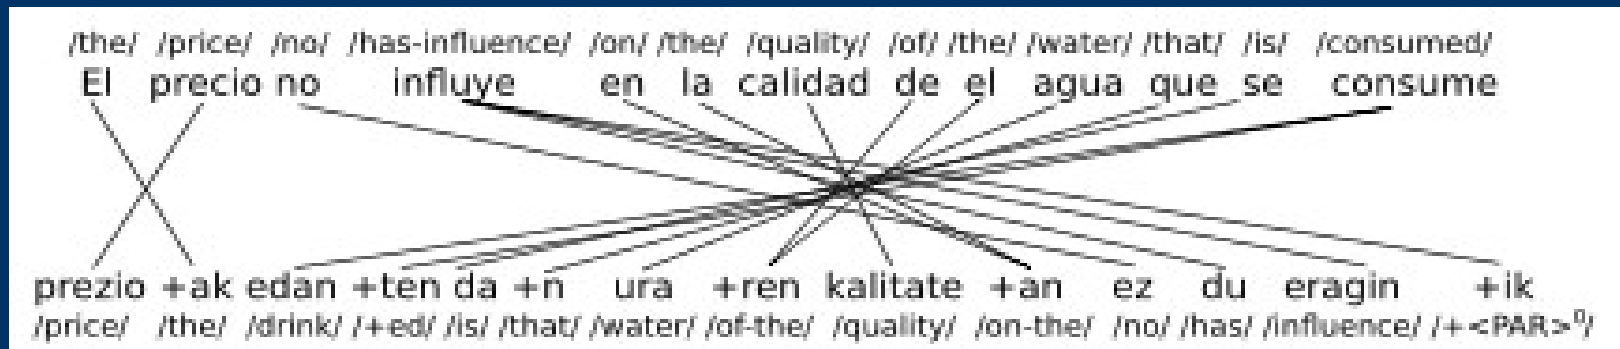 /the/ /price/ /no/ /has-influence/ /on/ /the/ /quality/ /of/ /the/ /water/ /that/ /is/ /consumed/
El precio no influye en la calidad de el agua que se consume
prezio +ak edan +ten da +n ura +ren kalitate +an ez du eragin +ik
/price/ /the/ /drink/ /+ed/ /is/ /that/ /water/ /of-the/ /quality/ /on-the/ /no/ /has/ /influence/ /+<PAR>⁰/